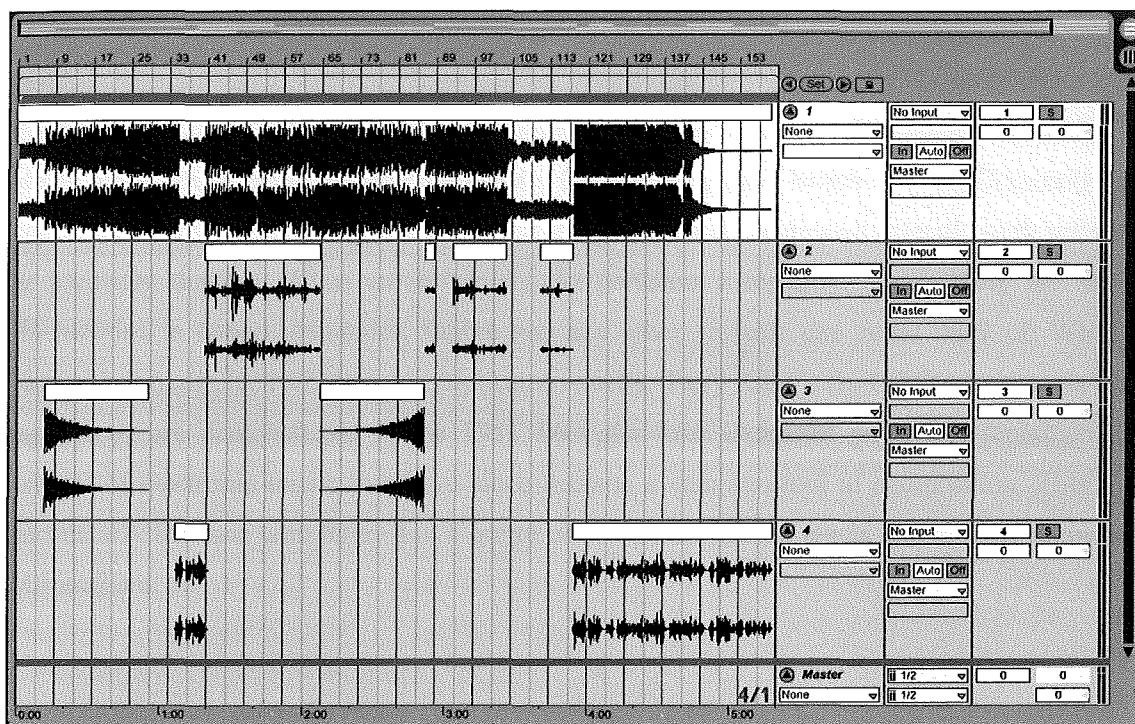 1 9 17 25 33 41 49 57 65 73 81 89 97 105 113 121 129 137 145 153
Set
1 No Input 1 S
None 0 0
In Auto Off
Master
2 No Input 2 S
None 0 0
In Auto Off
Master
3 No Input 3 S
None 0 0
In Auto Off
Master
4 No Input 4 S
None 0 0
In Auto Off
Master
Master 1/2 0 0
4/1 None 1/2 0
0:00 1:00 2:00 3:00 4:00 5:00